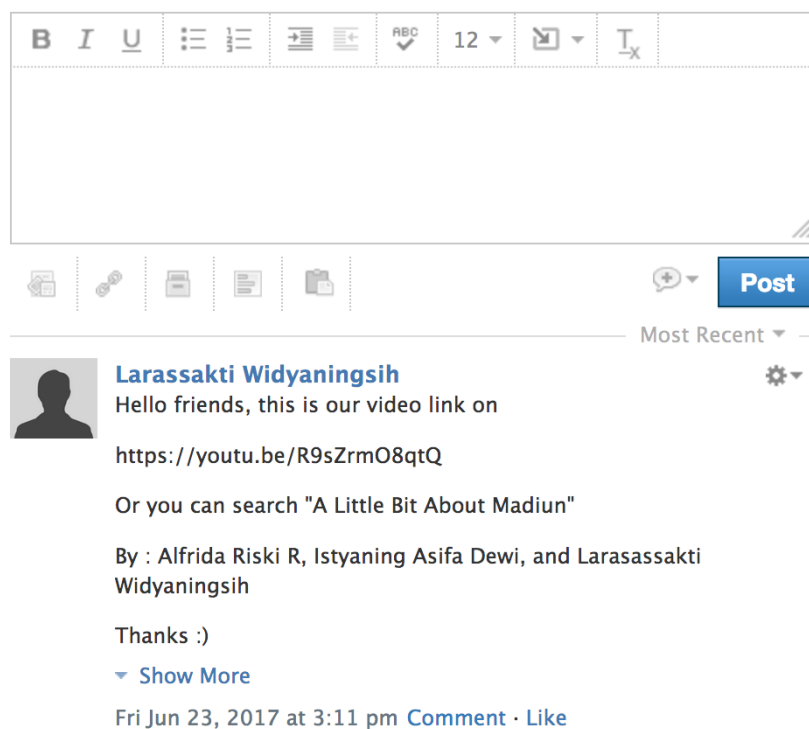 B I U ABC 12 Tx
Post
Most Recent
Larassakti Widyaningsih
Hello friends, this is our video link on
https://youtu.be/R9sZrmO8qtQ
Or you can search "A Little Bit About Madiun"
By : Alfrida Riski R, Istyaning Asifa Dewi, and Larasassakti
Widyaningsih
Thanks :)
Show More
Fri Jun 23, 2017 at 3:11 pm Comment · Like